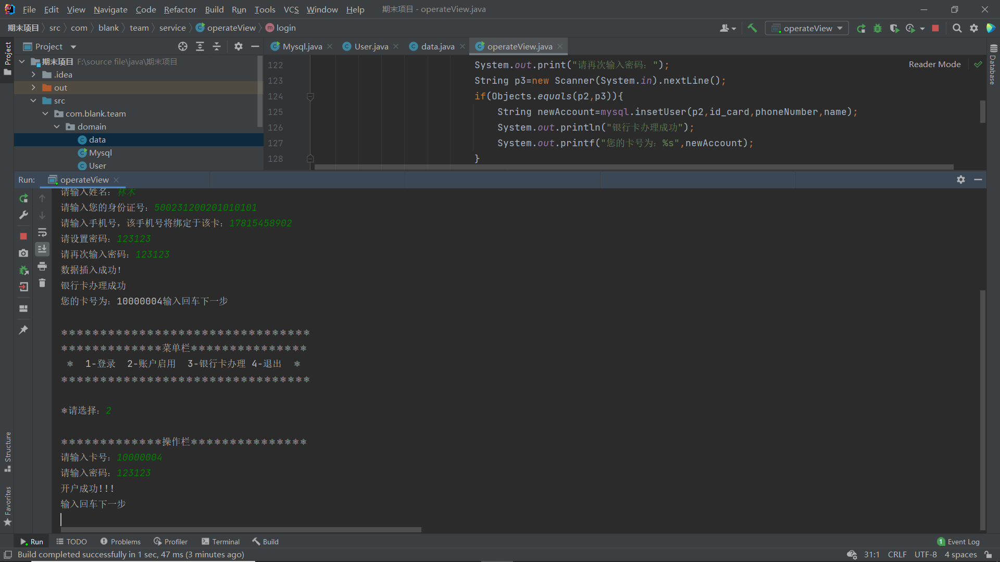 File Edit View Navigate Code Refactor Build Run Tools VCS Window Help 期末项目 - operateView.java
期末项目 src com blank team service operateView login
operateView
Project
Mysql.java User.java data.java operateView.java
Project
期末项目 F:\source file\java\期末项目
.idea
out
src
com.blank.team
domain
data
Mysql
User
122 System.out.print("请再次输入密码: ");
123 String p3=new Scanner(System.in).nextLine();
124 if(Objects.equals(p2,p3)){
125 String newAccount=mysql.insetUser(p2,id_card,phoneNumber,name);
126 System.out.println("银行卡办理成功");
127 System.out.printf("您的卡号为: %s",newAccount);
128 }
Reader Mode
Database
Run: operateView
请输入姓名: 林木
请输入您的身份证号: 500231200201010101
请输入手机号, 该手机号将绑定于该卡: 17815458902
请设置密码: 123123
请再次输入密码: 123123
数据插入成功!
银行卡办理成功
您的卡号为: 10000004输入回车下一步
********************************
*************菜单栏***************
* 1-登录 2-账户启用 3-银行卡办理 4-退出 *
********************************
*请选择: 2
*************操作栏***************
请输入卡号: 10000004
请输入密码: 123123
开户成功!!!
输入回车下一步
Structure
Favorites
Run TODO Problems Profiler Terminal Build 1 Event Log
Build completed successfully in 1 sec, 47 ms (3 minutes ago) 31:1 CRLF UTF-8 4 spaces